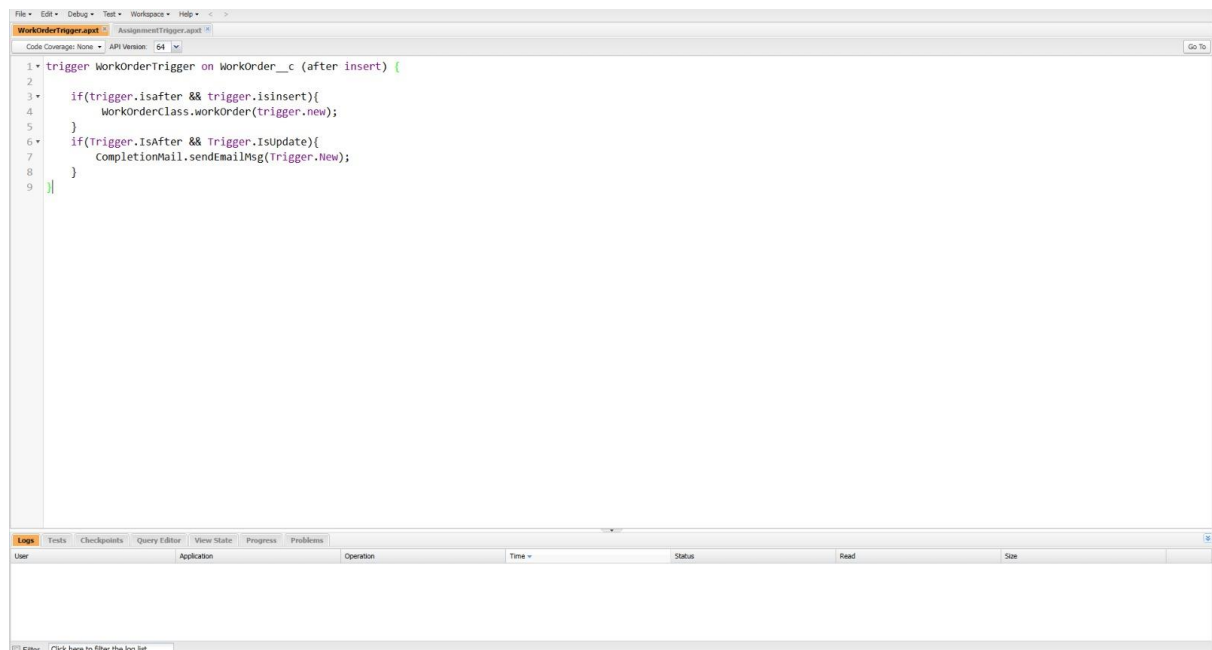 File Edit Debug Test Workspace Help < >
WorkOrderTrigger.apxt AssignmentTrigger.apxt
Code Coverage: None API Version: 64 Go To
1 trigger WorkOrderTrigger on WorkOrder__c (after insert) {
2
3 if(trigger.isafter && trigger.isinsert){
4 WorkOrderClass.workOrder(trigger.new);
5 }
6 if(Trigger.IsAfter && Trigger.IsUpdate){
7 CompletionMail.sendEmailMsg(Trigger.New);
8 }
9 }
Logs Tests Checkpoints Query Editor View State Progress Problems
User Application Operation Time Status Read Size
Filter Click here to filter the log list